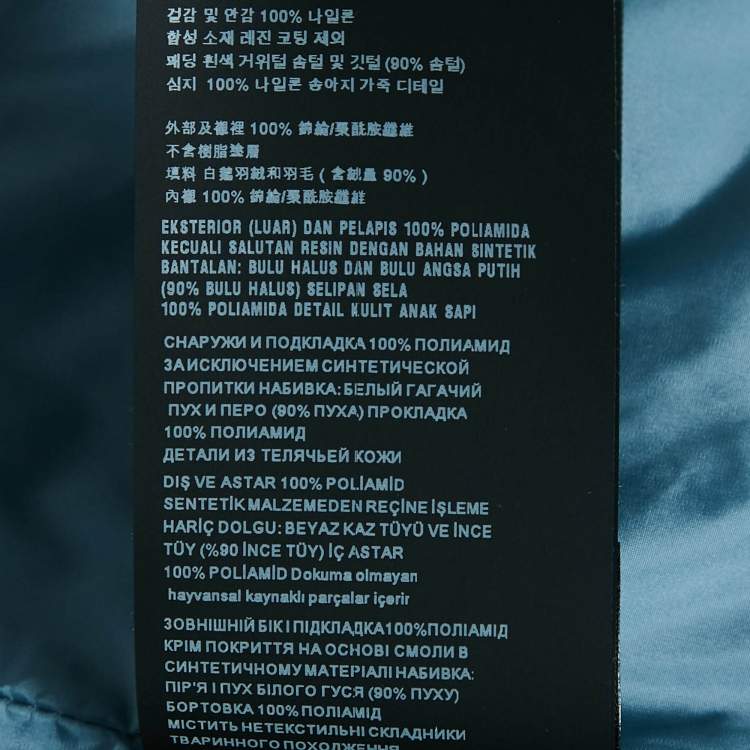 겉감 및 안감 100% 나일론
합성 소재 레진 코팅 제외
패딩 흰색 거위털 솜털 및 깃털 (90% 솜털)
심지 100% 나일론 송아지 가죽 디테일
外部及襯裡 100% 錦綸/聚酰胺纖維
不含樹脂塗層
填料 白鵝羽絨和羽毛 ( 含絨量 90% )
內襯 100% 錦綸/聚酰胺纖維
EKSTERIOR (LUAR) DAN PELAPIS 100% POLIAMIDA
KECUALI SALUTAN RESIN DENGAN BAHAN SINTETIK
BANTALAN: BULU HALUS DAN BULU ANGSA PUTIH
(90% BULU HALUS) SELIPAN SELA
100% POLIAMIDA DETAIL KULIT ANAK SAPI
СНАРУЖИ И ПОДКЛАДКА 100% ПОЛИАМИД
ЗА ИСКЛЮЧЕНИЕМ СИНТЕТИЧЕСКОЙ
ПРОПИТКИ НАБИВКА: БЕЛЫЙ ГАГАЧИЙ
ПУХ И ПЕРО (90% ПУХА) ПРОКЛАДКА
100% ПОЛИАМИД
ДЕТАЛИ ИЗ ТЕЛЯЧЬЕЙ КОЖИ
DIŞ VE ASTAR 100% POLİAMİD
SENTETİK MALZEMEDEN REÇİNE İŞLEME
HARİÇ DOLGU: BEYAZ KAZ TÜYÜ VE İNCE
TÜY (%90 İNCE TÜY) İÇ ASTAR
100% POLİAMİD Dokuma olmayan
hayvansal kaynaklı parçalar içerir
ЗОВНІШНІЙ БІК І ПІДКЛАДКА100%ПОЛІАМІД
КРІМ ПОКРИТТЯ НА ОСНОВІ СМОЛИ В
СИНТЕТИЧНОМУ МАТЕРІАЛІ НАБИВКА:
ПІР'Я І ПУХ БІЛОГО ГУСЯ (90% ПУХУ)
БОРТОВКА 100% ПОЛІАМІД
МІСТИТЬ НЕТЕКСТИЛЬНІ СКЛАДНИКИ
ТВАРИННОГО ПОХОДЖЕННЯ